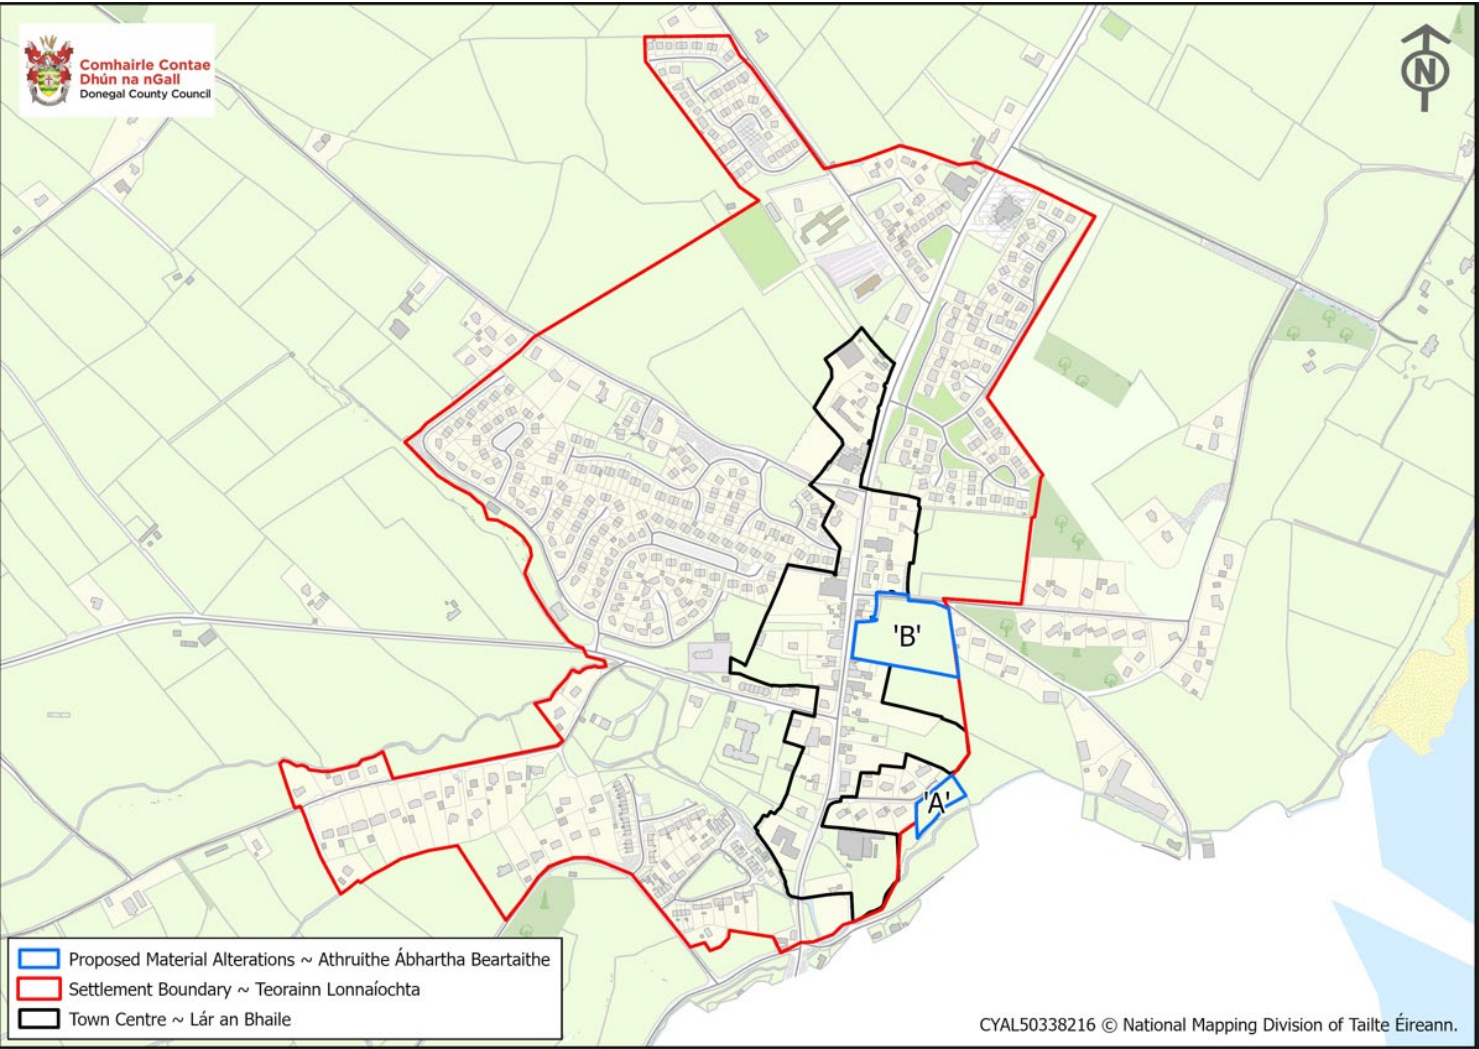 Comhairle Contae
Dhún na nGall
Donegal County Council
N
'B'
'A'
Proposed Material Alterations ~ Athruithe Ábhartha Beartaithe
Settlement Boundary ~ Teorainn Lonnaíochta
Town Centre ~ Lár an Bhaile
CYAL50338216 © National Mapping Division of Tailte Éireann.